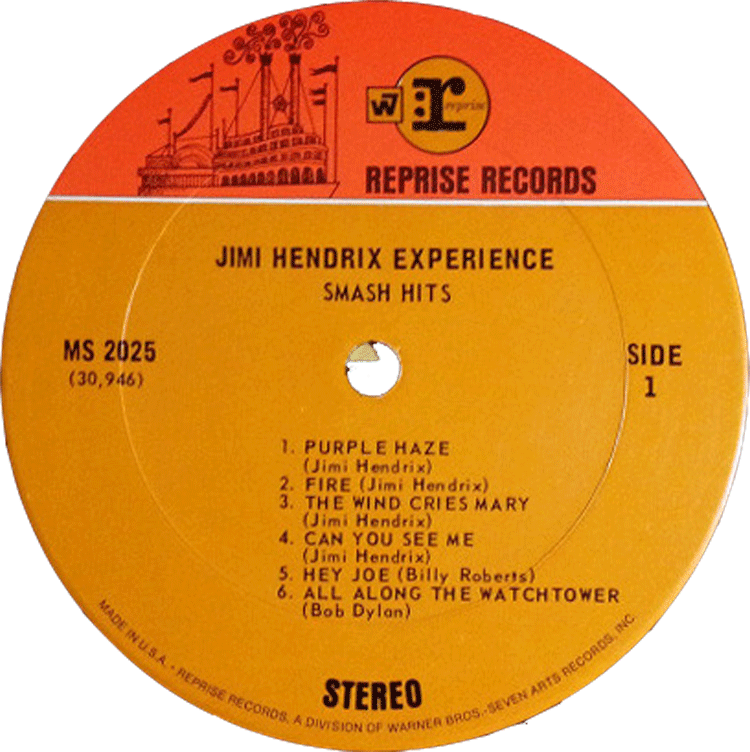 W7 r: reprise
REPRISE RECORDS
JIMI HENDRIX EXPERIENCE
SMASH HITS
MS 2025
(30,946)
SIDE
1
1. PURPLE HAZE
(Jimi Hendrix)
2. FIRE (Jimi Hendrix)
3. THE WIND CRIES MARY
(Jimi Hendrix)
4. CAN YOU SEE ME
(Jimi Hendrix)
5. HEY JOE (Billy Roberts)
6. ALL ALONG THE WATCHTOWER
(Bob Dylan)
STEREO
MADE IN U.S.A. • REPRISE RECORDS, A DIVISION OF WARNER BROS.-SEVEN ARTS RECORDS, INC.